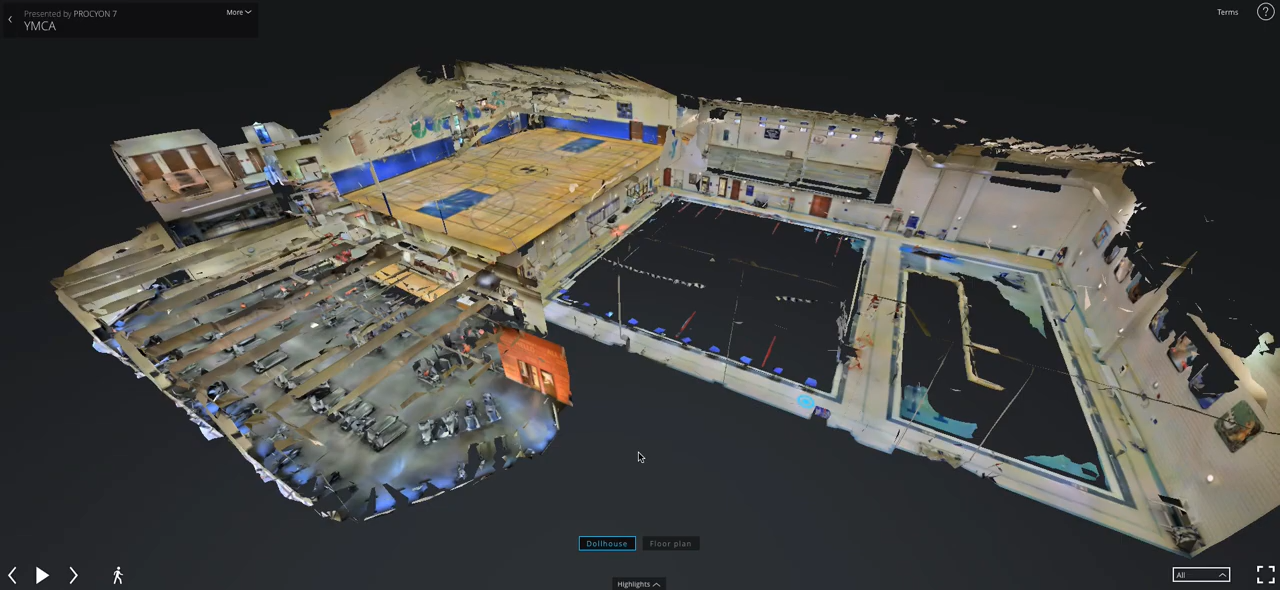 Presented by PROCYON 7
YMCA
More
Terms
?
Dollhouse
Floor plan
Highlights
All